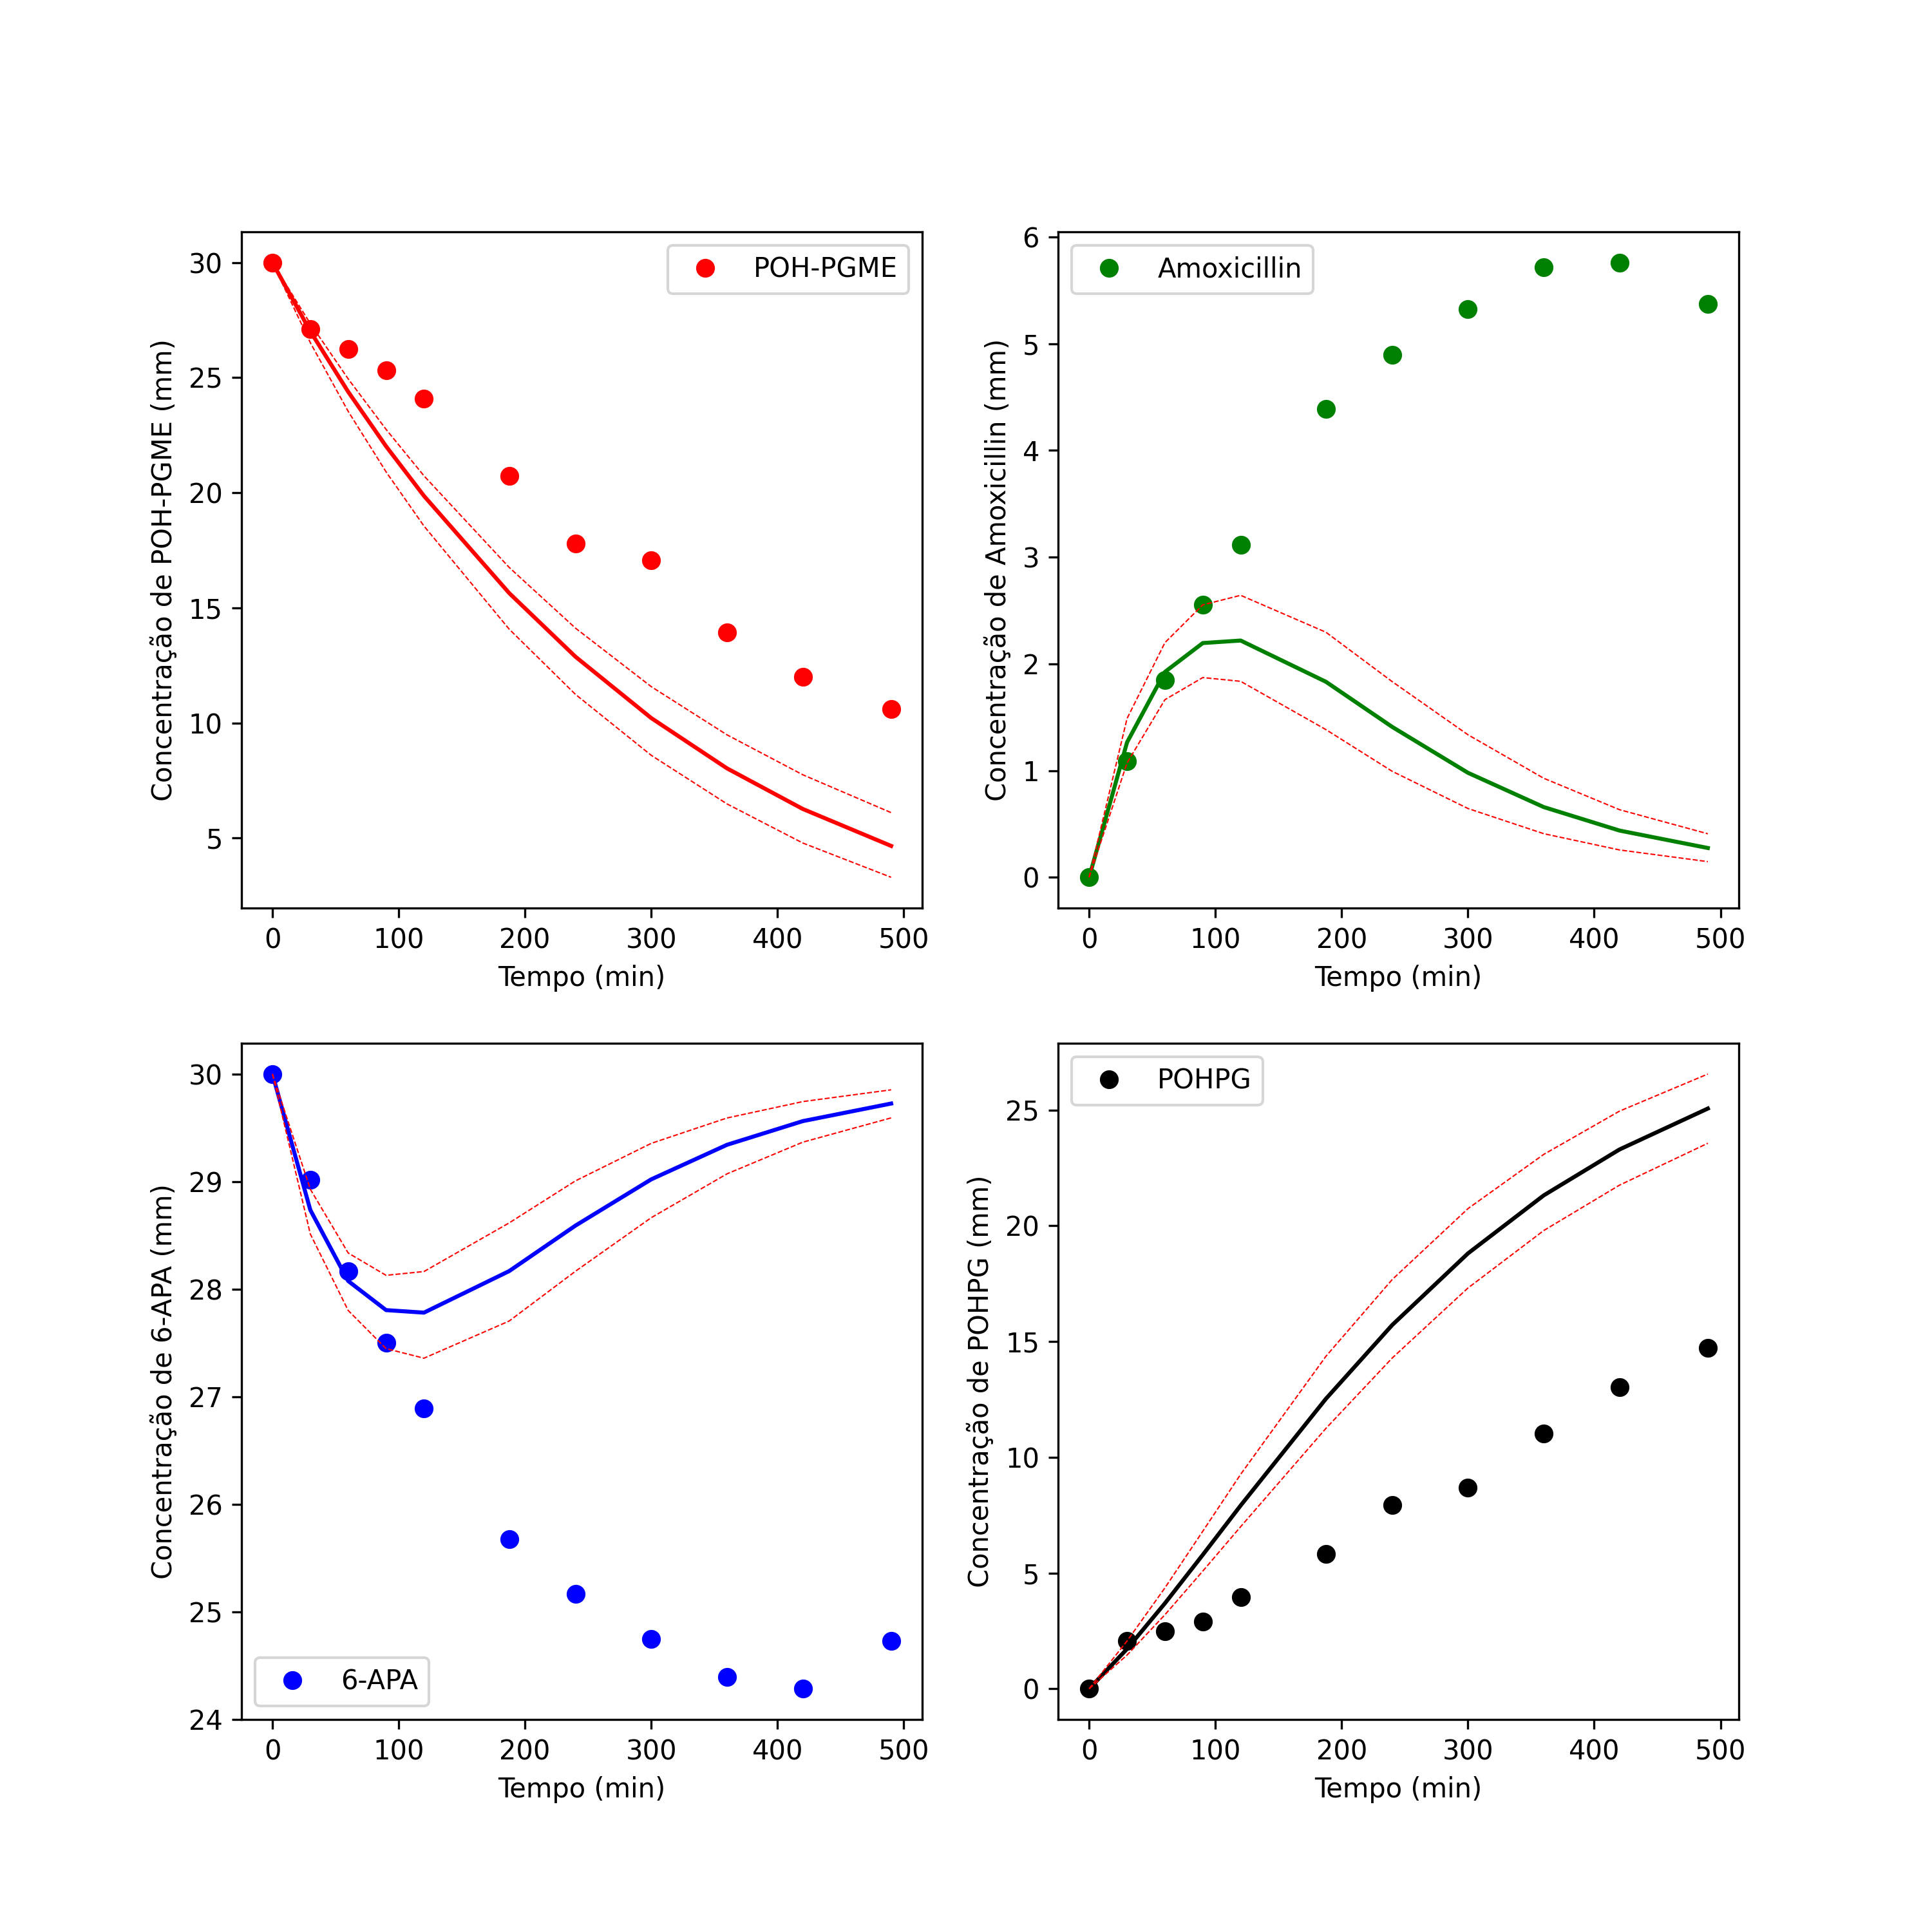 POH-PGME
30
25
20
15
10
5
Concentração de POH-PGME (mm)
0 100 200 300 400 500
Tempo (min)
Amoxicillin
6
5
4
3
2
1
0
Concentração de Amoxicillin (mm)
0 100 200 300 400 500
Tempo (min)
6-APA
30
29
28
27
26
25
24
Concentração de 6-APA (mm)
0 100 200 300 400 500
Tempo (min)
POHPG
25
20
15
10
5
0
Concentração de POHPG (mm)
0 100 200 300 400 500
Tempo (min)